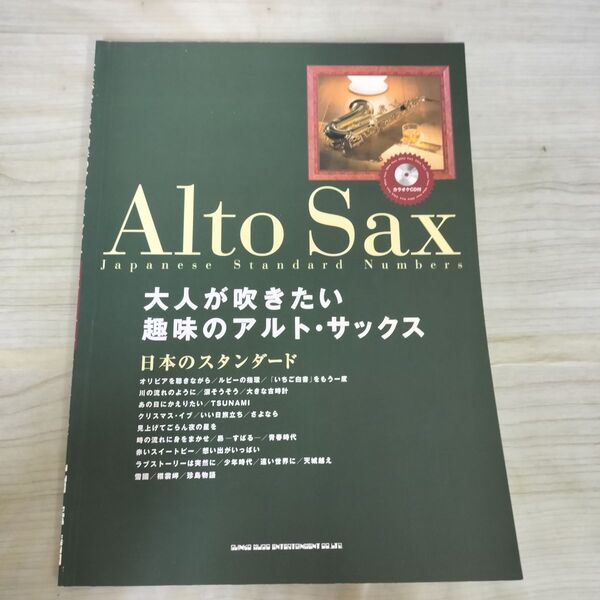 カラオケCD付
Alto Sax
Japanese Standard Numbers
大人が吹きたい
趣味のアルト・サックス
日本のスタンダード
オリビアを聴きながら/ルビーの指環/「いちご白書」をもう一度
川の流れのように/涙そうそう/大きな古時計
あの日にかえりたい/TSUNAMI
クリスマス・イブ/いい日旅立ち/さよなら
見上げてごらん夜の星を
時の流れに身をまかせ/昴―すばる―/青春時代
赤いスイートピー/想い出がいっぱい
ラブストーリーは突然に/少年時代/遠い世界に/天城越え
雪國/襟裳岬/珍島物語
SHINKO MUSIC ENTERTAINMENT CO.,LTD.